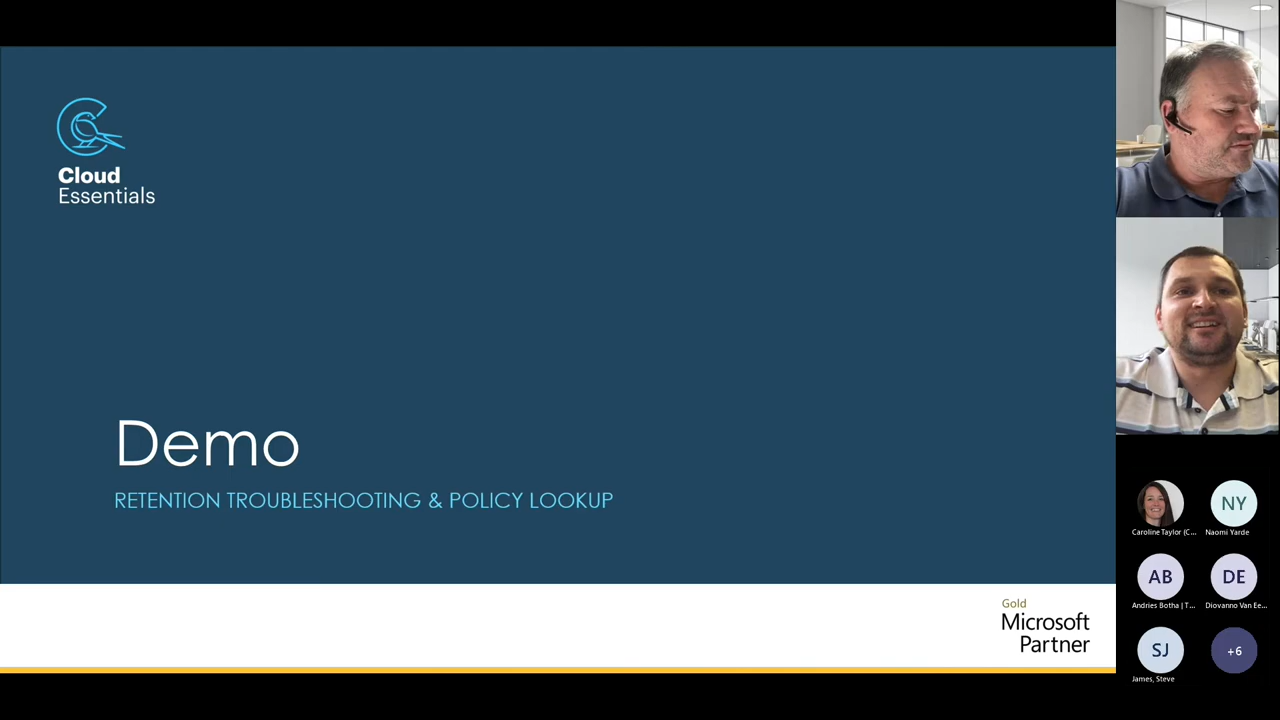 Cloud
Essentials
Demo
RETENTION TROUBLESHOOTING & POLICY LOOKUP
Gold
Microsoft
Partner
Caroline Taylor (C...
Naomi Yarde
NY
AB
DE
Andries Botha | T...
Diovanno Van Ee...
SJ
+6
James, Steve